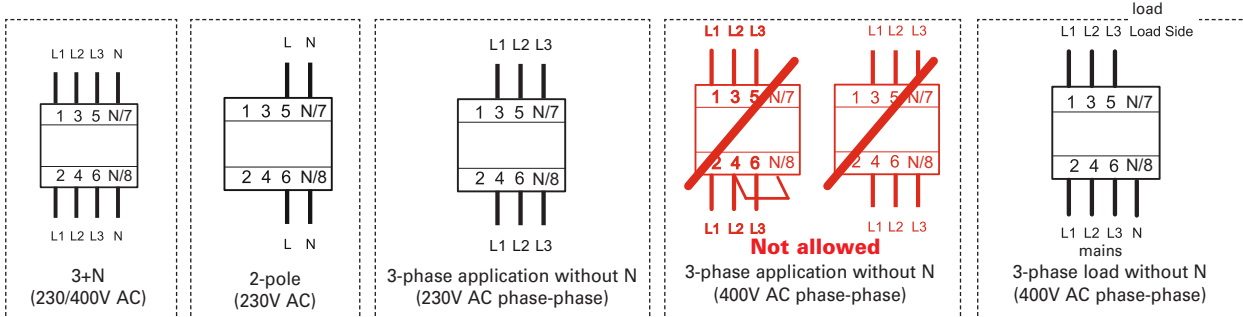 L1 L2 L3 N
1 3 5 N/7
2 4 6 N/8
L1 L2 L3 N
3+N
(230/400V AC)
L N
1 3 5 N/7
2 4 6 N/8
L N
2-pole
(230V AC)
L1 L2 L3
1 3 5 N/7
2 4 6 N/8
L1 L2 L3
3-phase application without N
(230V AC phase-phase)
L1 L2 L3
1 3 5 N/7
2 4 6 N/8
L1 L2 L3
L1 L2 L3
1 3 5 N/7
2 4 6 N/8
L1 L2 L3
Not allowed
3-phase application without N
(400V AC phase-phase)
load
L1 L2 L3 Load Side
1 3 5 N/7
2 4 6 N/8
L1 L2 L3 N
mains
3-phase load without N
(400V AC phase-phase)